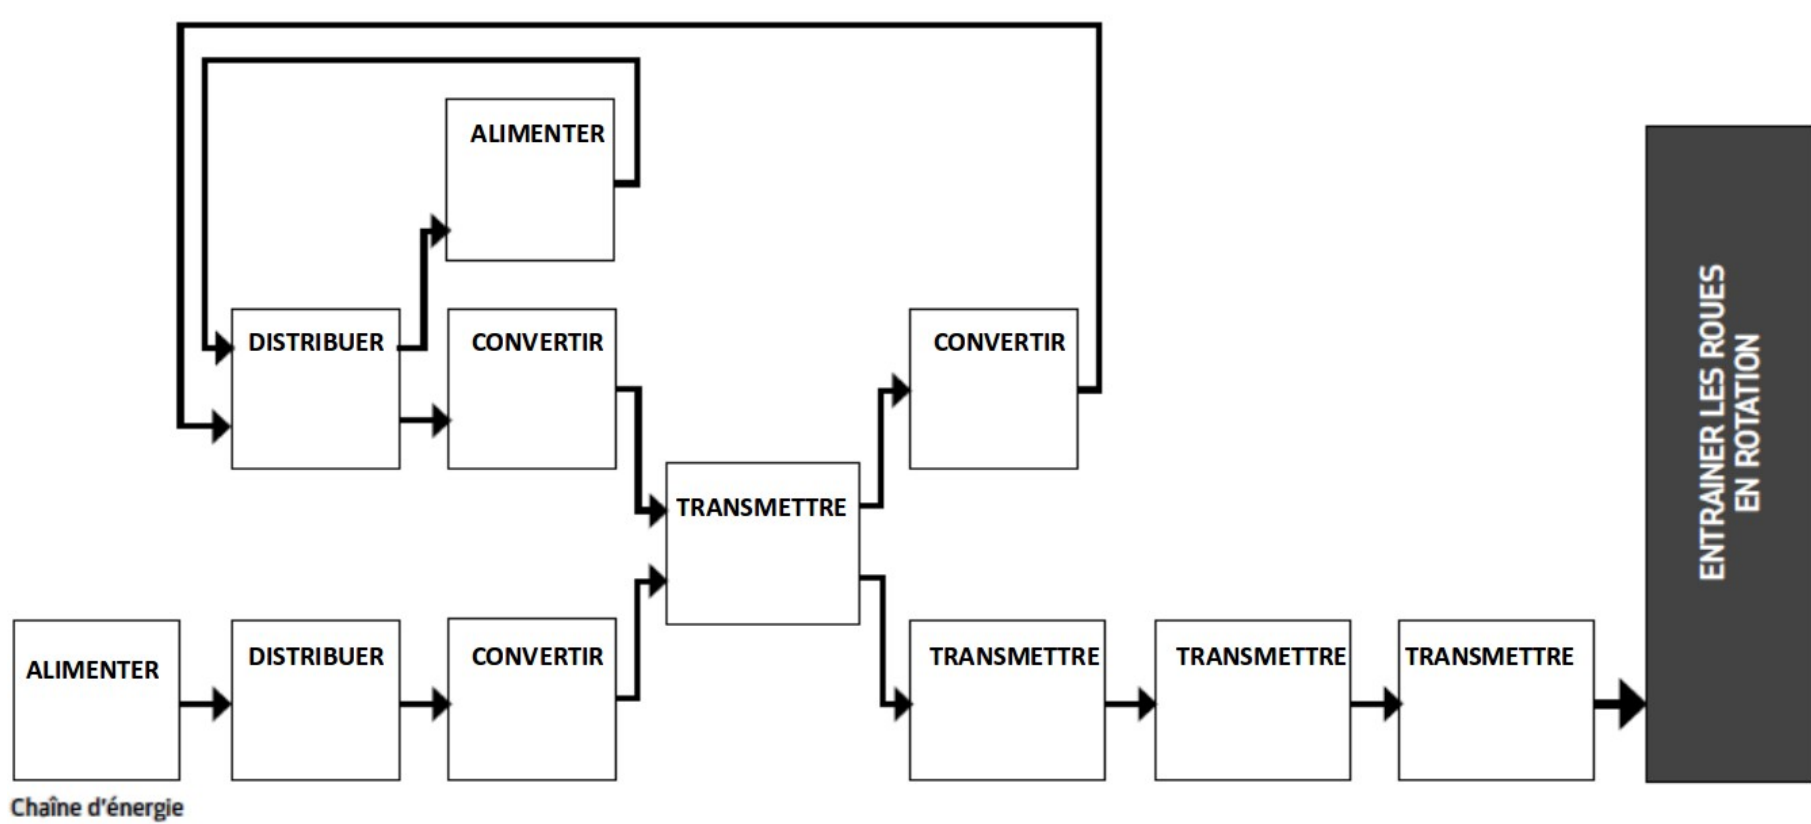 ALIMENTER
DISTRIBUER
CONVERTIR
CONVERTIR
TRANSMETTRE
ALIMENTER
DISTRIBUER
CONVERTIR
TRANSMETTRE
TRANSMETTRE
TRANSMETTRE
ENTRAINER LES ROUES
EN ROTATION
Chaîne d'énergie